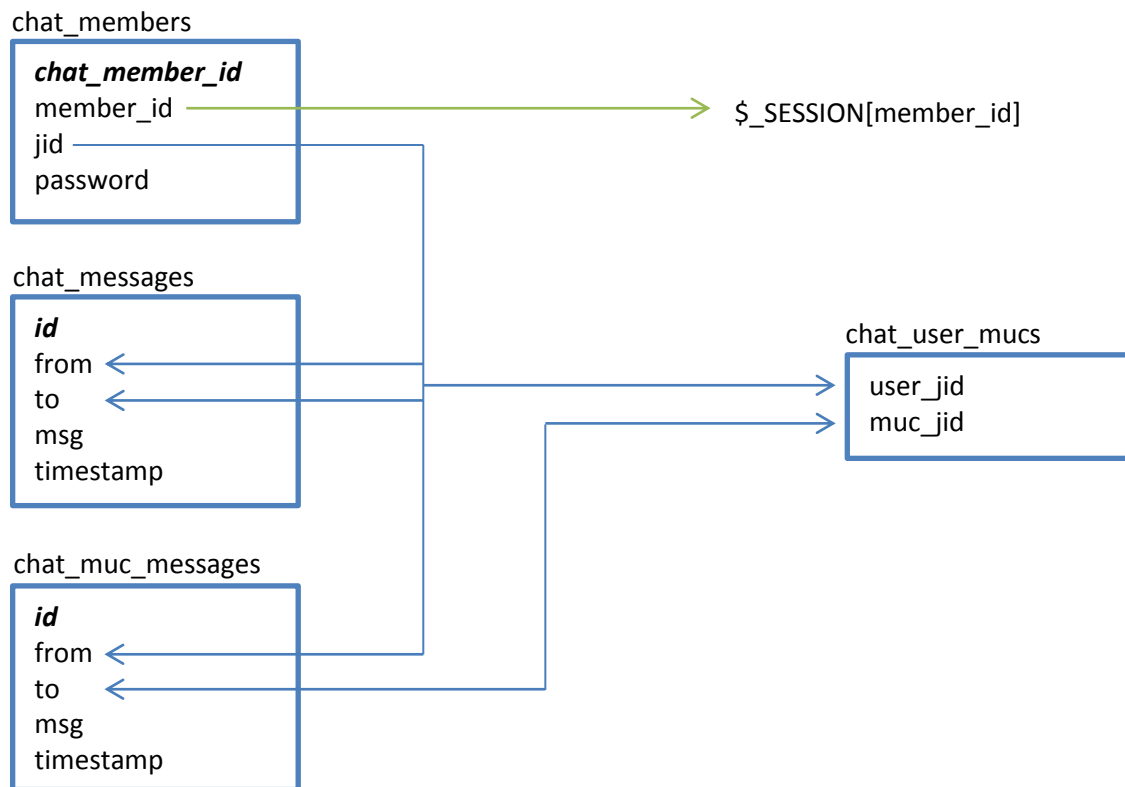 chat_members
chat_member_id
member_id
$_SESSION[member_id]
jid
password
chat_messages
id
from
to
msg
timestamp
chat_user_mucs
user_jid
muc_jid
chat_muc_messages
id
from
to
msg
timestamp